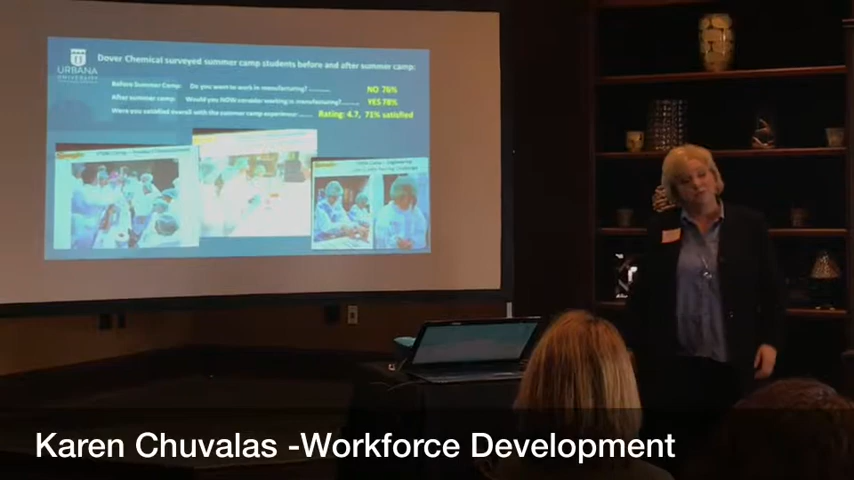 URBANA
UNIVERSITY
Dover Chemical surveyed summer camp students before and after summer camp:
Before Summer Camp: Do you want to work in manufacturing? ............ NO 76%
After summer camp: Would you NOW consider working in manufacturing?......... YES 78%
Were you satisfied overall with the summer camp experience: ...... Rating: 4.7, 71% satisfied
Karen Chuvalas -Workforce Development